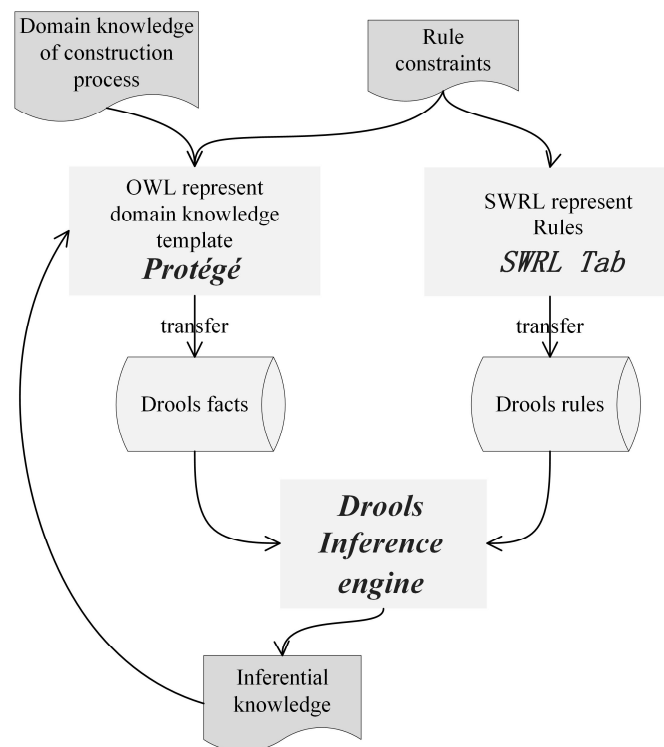 Domain knowledge
of construction
process
Rule
constraints
OWL represent
domain knowledge
template
Protégé
SWRL represent
Rules
SWRL Tab
transfer
transfer
Drools facts
Drools rules
Drools
Inference
engine
Inferential
knowledge